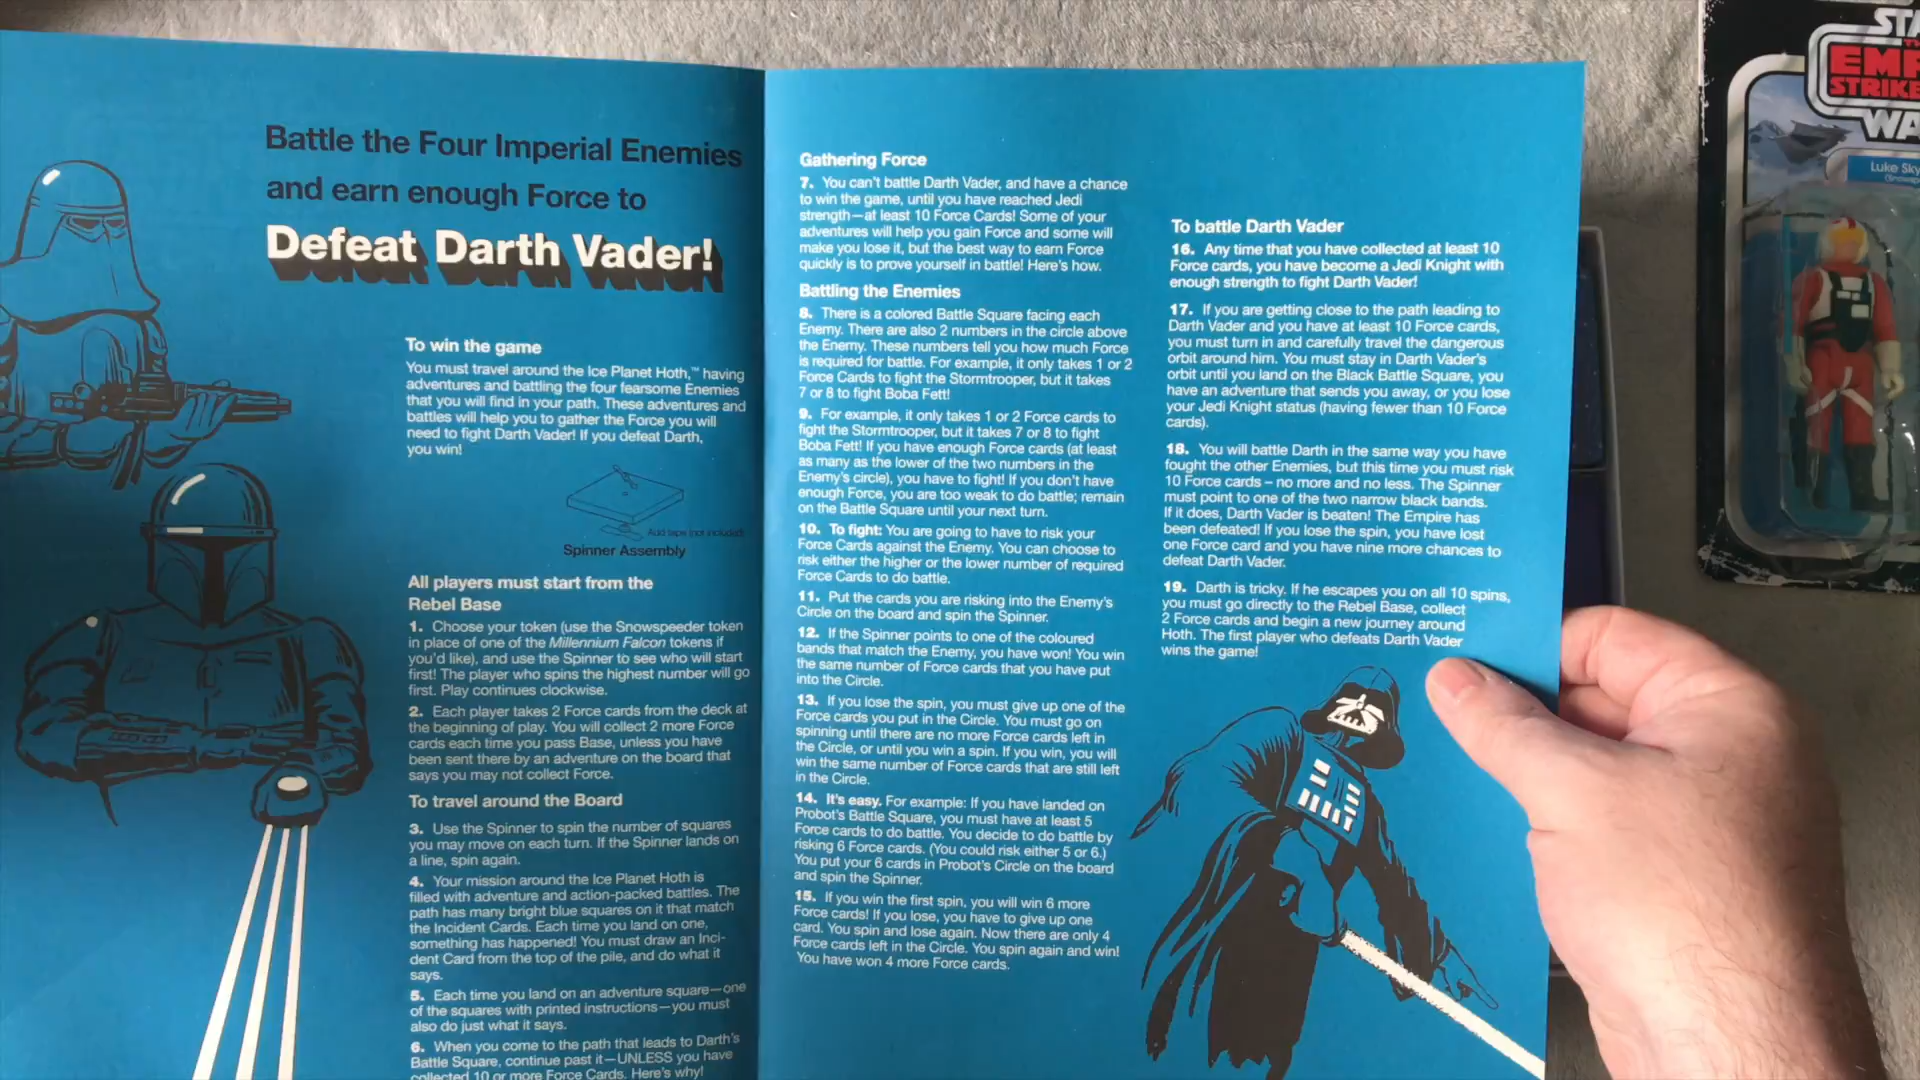 Battle the Four Imperial Enemies
and earn enough Force to
Defeat Darth Vader!
To win the game
You must travel around the Ice Planet Hoth,™ having
adventures and battling the four fearsome Enemies
that you will find in your path. These adventures and
battles will help you to gather the Force you will
need to fight Darth Vader! If you defeat Darth,
you win!
Add tape (not included)
Spinner Assembly
All players must start from the
Rebel Base
1. Choose your token (use the Snowspeeder token
in place of one of the Millennium Falcon tokens if
you'd like), and use the Spinner to see who will start
first! The player who spins the highest number will go
first. Play continues clockwise.
2. Each player takes 2 Force cards from the deck at
the beginning of play. You will collect 2 more Force
cards each time you pass Base, unless you have
been sent there by an adventure on the board that
says you may not collect Force.
To travel around the Board
3. Use the Spinner to spin the number of squares
you may move on each turn. If the Spinner lands on
a line, spin again.
4. Your mission around the Ice Planet Hoth is
filled with adventure and action-packed battles. The
path has many bright blue squares on it that match
the Incident Cards. Each time you land on one,
something has happened! You must draw an Inci-
dent Card from the top of the pile, and do what it
says.
5. Each time you land on an adventure square—one
of the squares with printed instructions—you must
also do just what it says.
6. When you come to the path that leads to Darth's
Battle Square, continue past it—UNLESS you have
collected 10 or more Force Cards. Here's why!
Gathering Force
7. You can't battle Darth Vader, and have a chance
to win the game, until you have reached Jedi
strength—at least 10 Force Cards! Some of your
adventures will help you gain Force and some will
make you lose it, but the best way to earn Force
quickly is to prove yourself in battle! Here's how.
Battling the Enemies
8. There is a colored Battle Square facing each
Enemy. There are also 2 numbers in the circle above
the Enemy. These numbers tell you how much Force
is required for battle. For example, it only takes 1 or 2
Force Cards to fight the Stormtrooper, but it takes
7 or 8 to fight Boba Fett!
9. For example, it only takes 1 or 2 Force cards to
fight the Stormtrooper, but it takes 7 or 8 to fight
Boba Fett! If you have enough Force cards (at least
as many as the lower of the two numbers in the
Enemy's circle), you have to fight! If you don't have
enough Force, you are too weak to do battle; remain
on the Battle Square until your next turn.
10. To fight: You are going to have to risk your
Force Cards against the Enemy. You can choose to
risk either the higher or the lower number of required
Force Cards to do battle.
11. Put the cards you are risking into the Enemy's
Circle on the board and spin the Spinner.
12. If the Spinner points to one of the coloured
bands that match the Enemy, you have won! You win
the same number of Force cards that you have put
into the Circle.
13. If you lose the spin, you must give up one of the
Force cards you put in the Circle. You must go on
spinning until there are no more Force cards left in
the Circle, or until you win a spin. If you win, you will
win the same number of Force cards that are still left
in the Circle.
14. It's easy. For example: If you have landed on
Probot's Battle Square, you must have at least 5
Force cards to do battle. You decide to do battle by
risking 6 Force cards. (You could risk either 5 or 6.)
You put your 6 cards in Probot's Circle on the board
and spin the Spinner.
15. If you win the first spin, you will win 6 more
Force cards! If you lose, you have to give up one
card. You spin and lose again. Now there are only 4
Force cards left in the Circle. You spin again and win!
You have won 4 more Force cards.
To battle Darth Vader
16. Any time that you have collected at least 10
Force cards, you have become a Jedi Knight with
enough strength to fight Darth Vader!
17. If you are getting close to the path leading to
Darth Vader and you have at least 10 Force cards,
you must turn in and carefully travel the dangerous
orbit around him. You must stay in Darth Vader's
orbit until you land on the Black Battle Square, you
have an adventure that sends you away, or you lose
your Jedi Knight status (having fewer than 10 Force
cards).
18. You will battle Darth in the same way you have
fought the other Enemies, but this time you must risk
10 Force cards – no more and no less. The Spinner
must point to one of the two narrow black bands.
If it does, Darth Vader is beaten! The Empire has
been defeated! If you lose the spin, you have lost
one Force card and you have nine more chances to
defeat Darth Vader.
19. Darth is tricky. If he escapes you on all 10 spins,
you must go directly to the Rebel Base, collect
2 Force cards and begin a new journey around
Hoth. The first player who defeats Darth Vader
wins the game!
STA
EMP
STRIKE
WA
Luke Sky